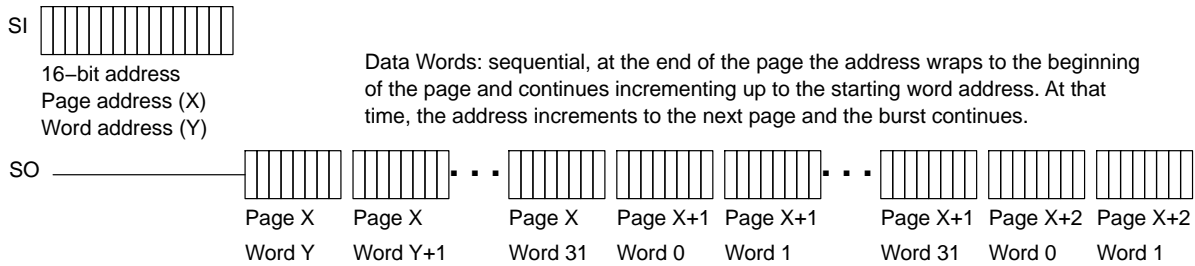 SI
16–bit address
Page address (X)
Word address (Y)
Data Words: sequential, at the end of the page the address wraps to the beginning
of the page and continues incrementing up to the starting word address. At that
time, the address increments to the next page and the burst continues.
SO
Page X Page X Page X Page X+1 Page X+1 Page X+1 Page X+2 Page X+2
Word Y Word Y+1 Word 31 Word 0 Word 1 Word 31 Word 0 Word 1